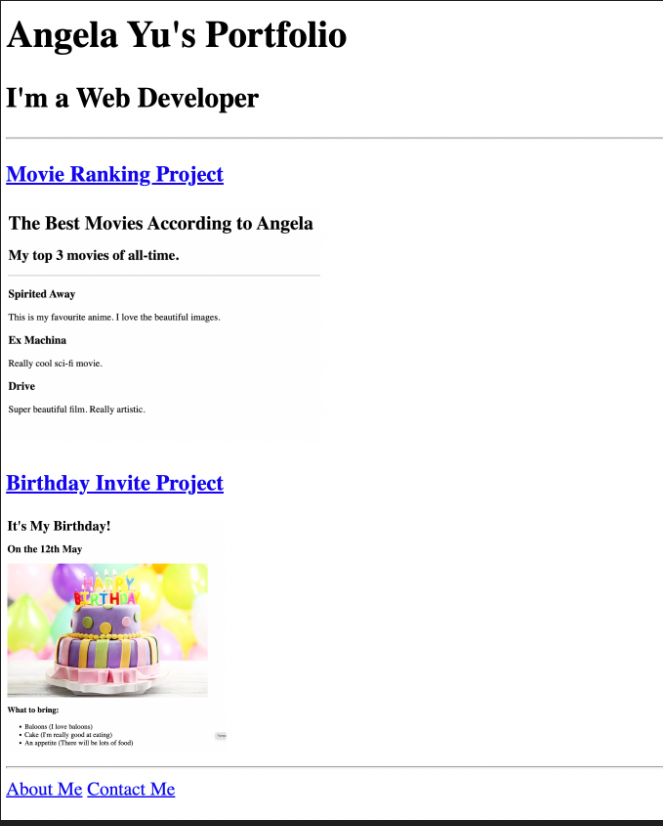 Angela Yu's Portfolio
I'm a Web Developer
Movie Ranking Project
The Best Movies According to Angela
My top 3 movies of all-time.
Spirited Away
This is my favourite anime. I love the beautiful images.
Ex Machina
Really cool sci-fi movie.
Drive
Super beautiful film. Really artistic.
Birthday Invite Project
It's My Birthday!
On the 12th May
HAPPY
BIRTHDAY
What to bring:
Baloons (I love baloons)
Cake (I'm really good at eating)
An appetite (There will be lots of food)
About Me Contact Me